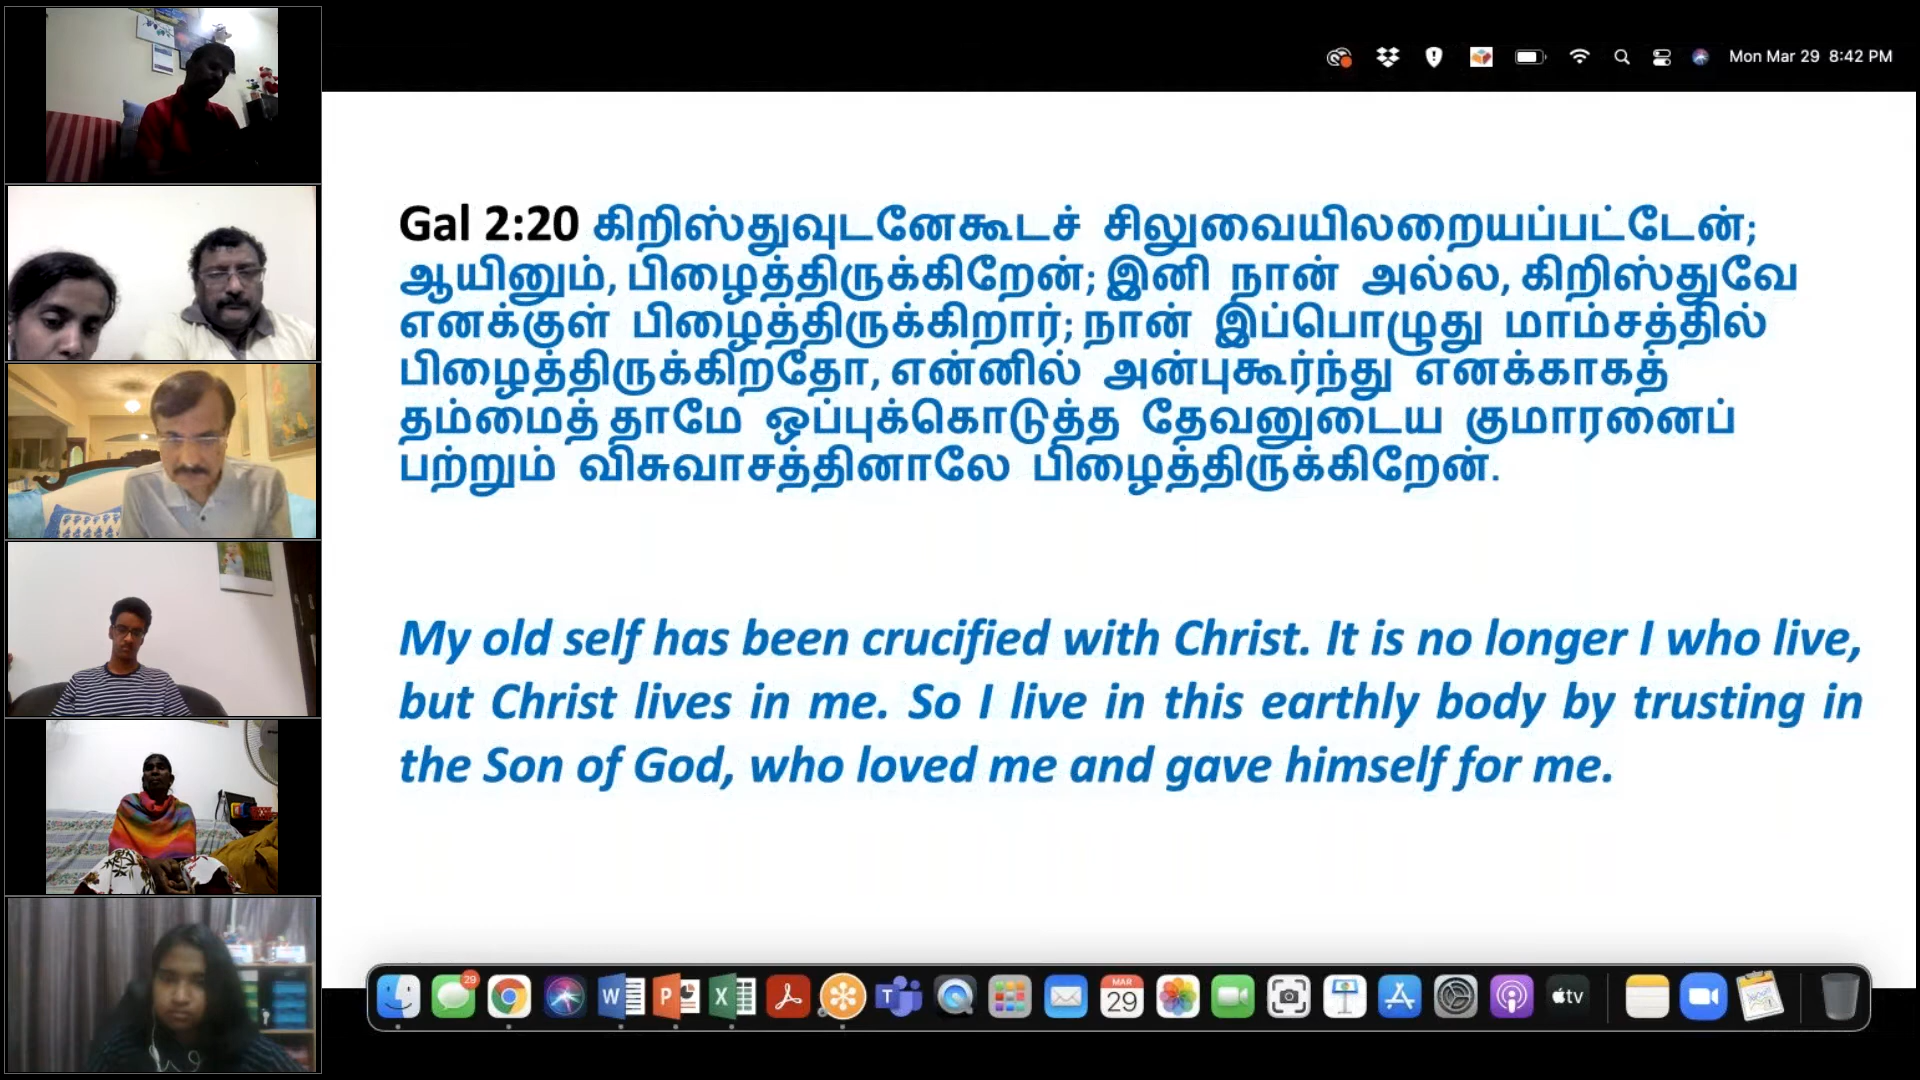 Mon Mar 29 8:42 PM
Gal 2:20 கிறிஸ்துவுடனேகூடச் சிலுவையிலறையப்பட்டேன்;
ஆயினும், பிழைத்திருக்கிறேன்; இனி நான் அல்ல, கிறிஸ்துவே
எனக்குள் பிழைத்திருக்கிறார்; நான் இப்பொழுது மாம்சத்தில்
பிழைத்திருக்கிறதோ, என்னில் அன்புகூர்ந்து எனக்காகத்
தம்மைத் தாமே ஒப்புக்கொடுத்த தேவனுடைய குமாரனைப்
பற்றும் விசுவாசத்தினாலே பிழைத்திருக்கிறேன்.
My old self has been crucified with Christ. It is no longer I who live,
but Christ lives in me. So I live in this earthly body by trusting in
the Son of God, who loved me and gave himself for me.
29
W
P
X
T
MAR
29
tv